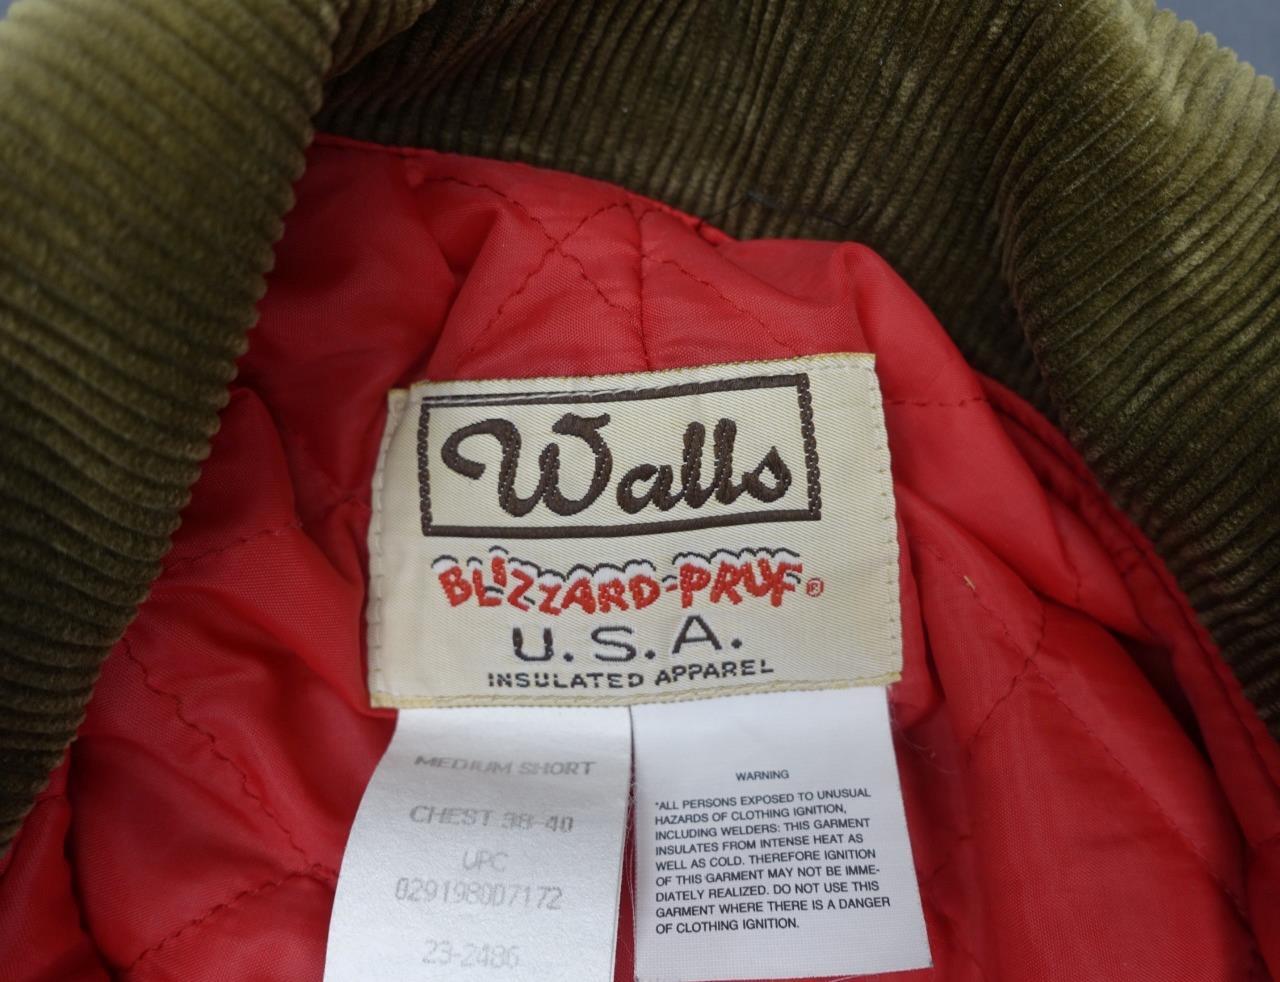 Walls
BLIZZARD-PRUF®
U.S.A.
INSULATED APPAREL
MEDIUM SHORT
CHEST 38-40
UPC
029198007172
23-2486
WARNING
*ALL PERSONS EXPOSED TO UNUSUAL
HAZARDS OF CLOTHING IGNITION,
INCLUDING WELDERS: THIS GARMENT
INSULATES FROM INTENSE HEAT AS
WELL AS COLD. THEREFORE IGNITION
OF THIS GARMENT MAY NOT BE IMME-
DIATELY REALIZED. DO NOT USE THIS
GARMENT WHERE THERE IS A DANGER
OF CLOTHING IGNITION.